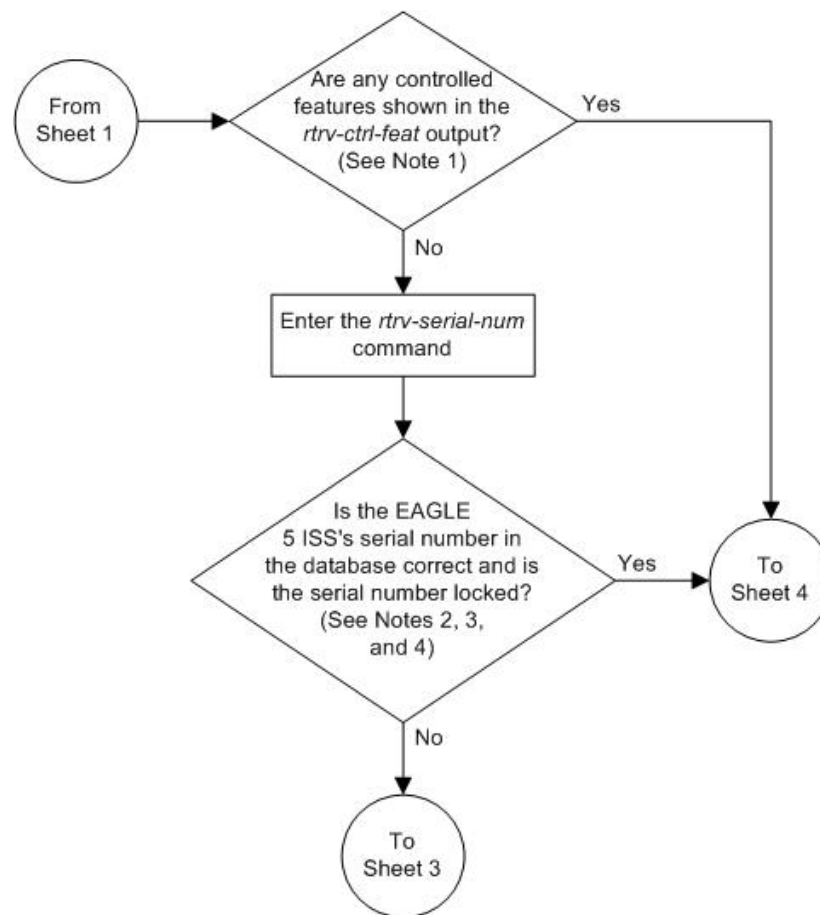 From
Sheet 1
Are any controlled
features shown in the
rtrv-ctrl-feat output?
(See Note 1)
Yes
No
Enter the rtrv-serial-num
command
Is the EAGLE
5 ISS's serial number in
the database correct and is
the serial number locked?
(See Notes 2, 3,
and 4)
Yes
To
Sheet 4
No
To
Sheet 3